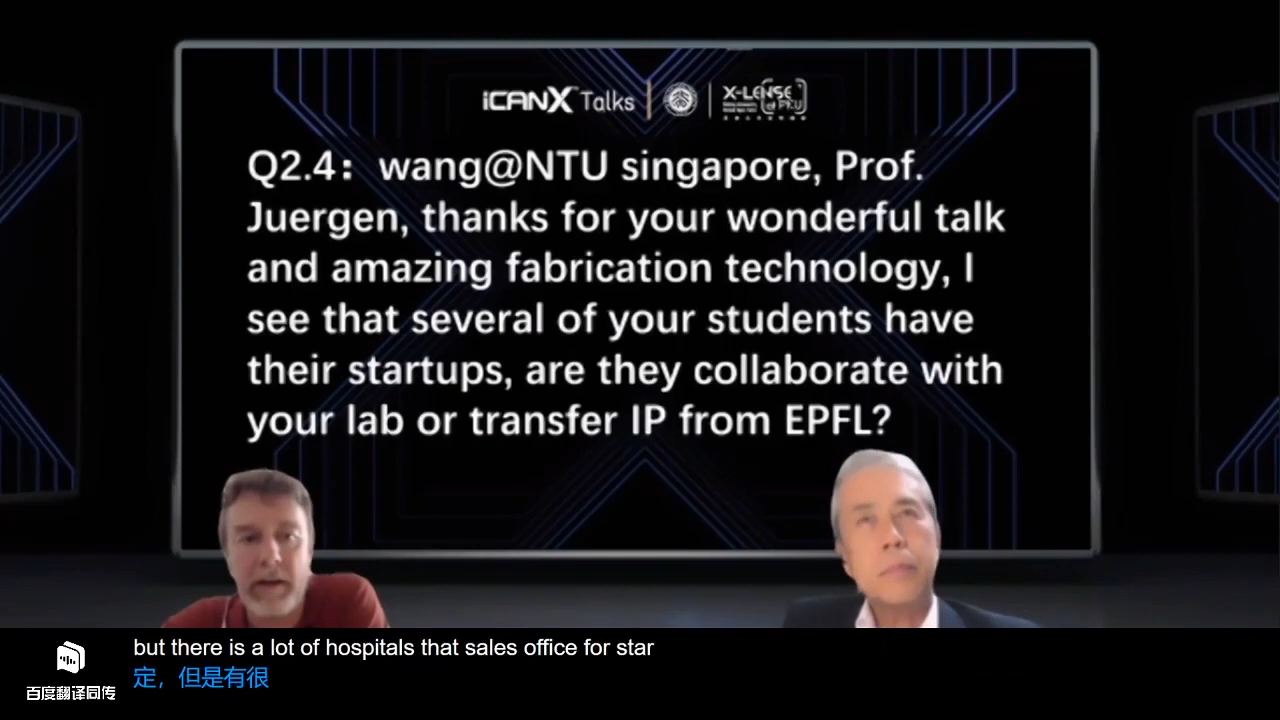 iCANX Talks
X-LENSE
PKU
Q2.4: wang@NTU singapore, Prof.
Juergen, thanks for your wonderful talk
and amazing fabrication technology, I
see that several of your students have
their startups, are they collaborate with
your lab or transfer IP from EPFL?
but there is a lot of hospitals that sales office for star
定，但是有很
百度翻译同传